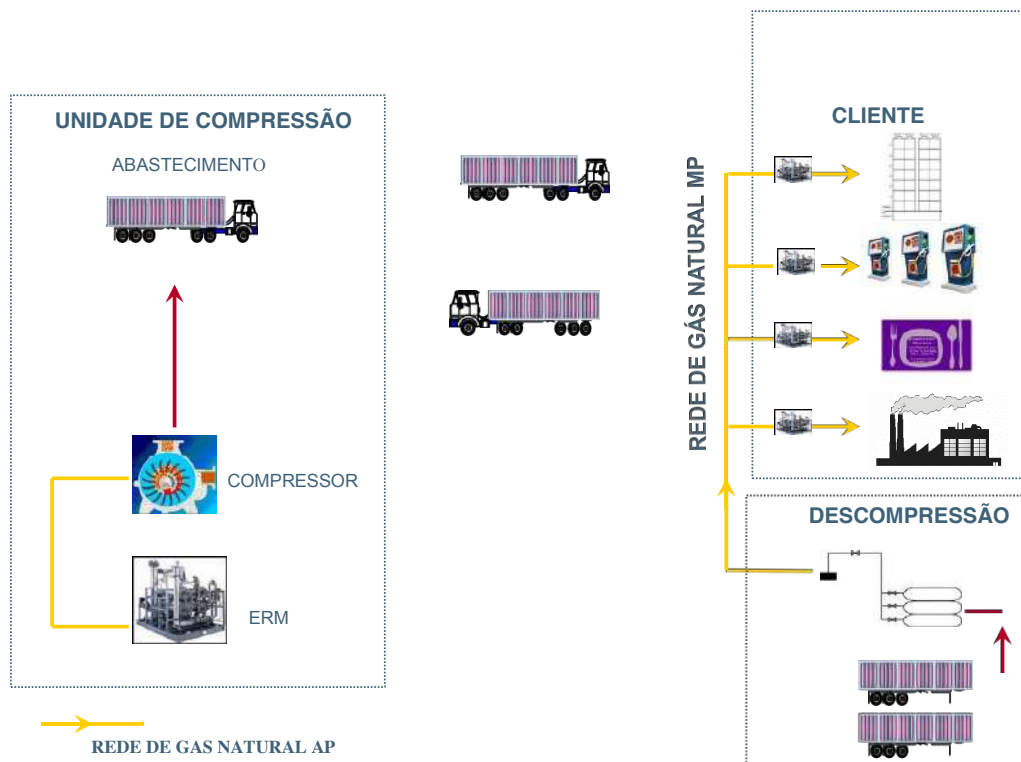 UNIDADE DE COMPRESSÃO
ABASTECIMENTO
COMPRESSOR
ERM
REDE DE GAS NATURAL AP
REDE DE GÁS NATURAL MP
CLIENTE
DESCOMPRESSÃO